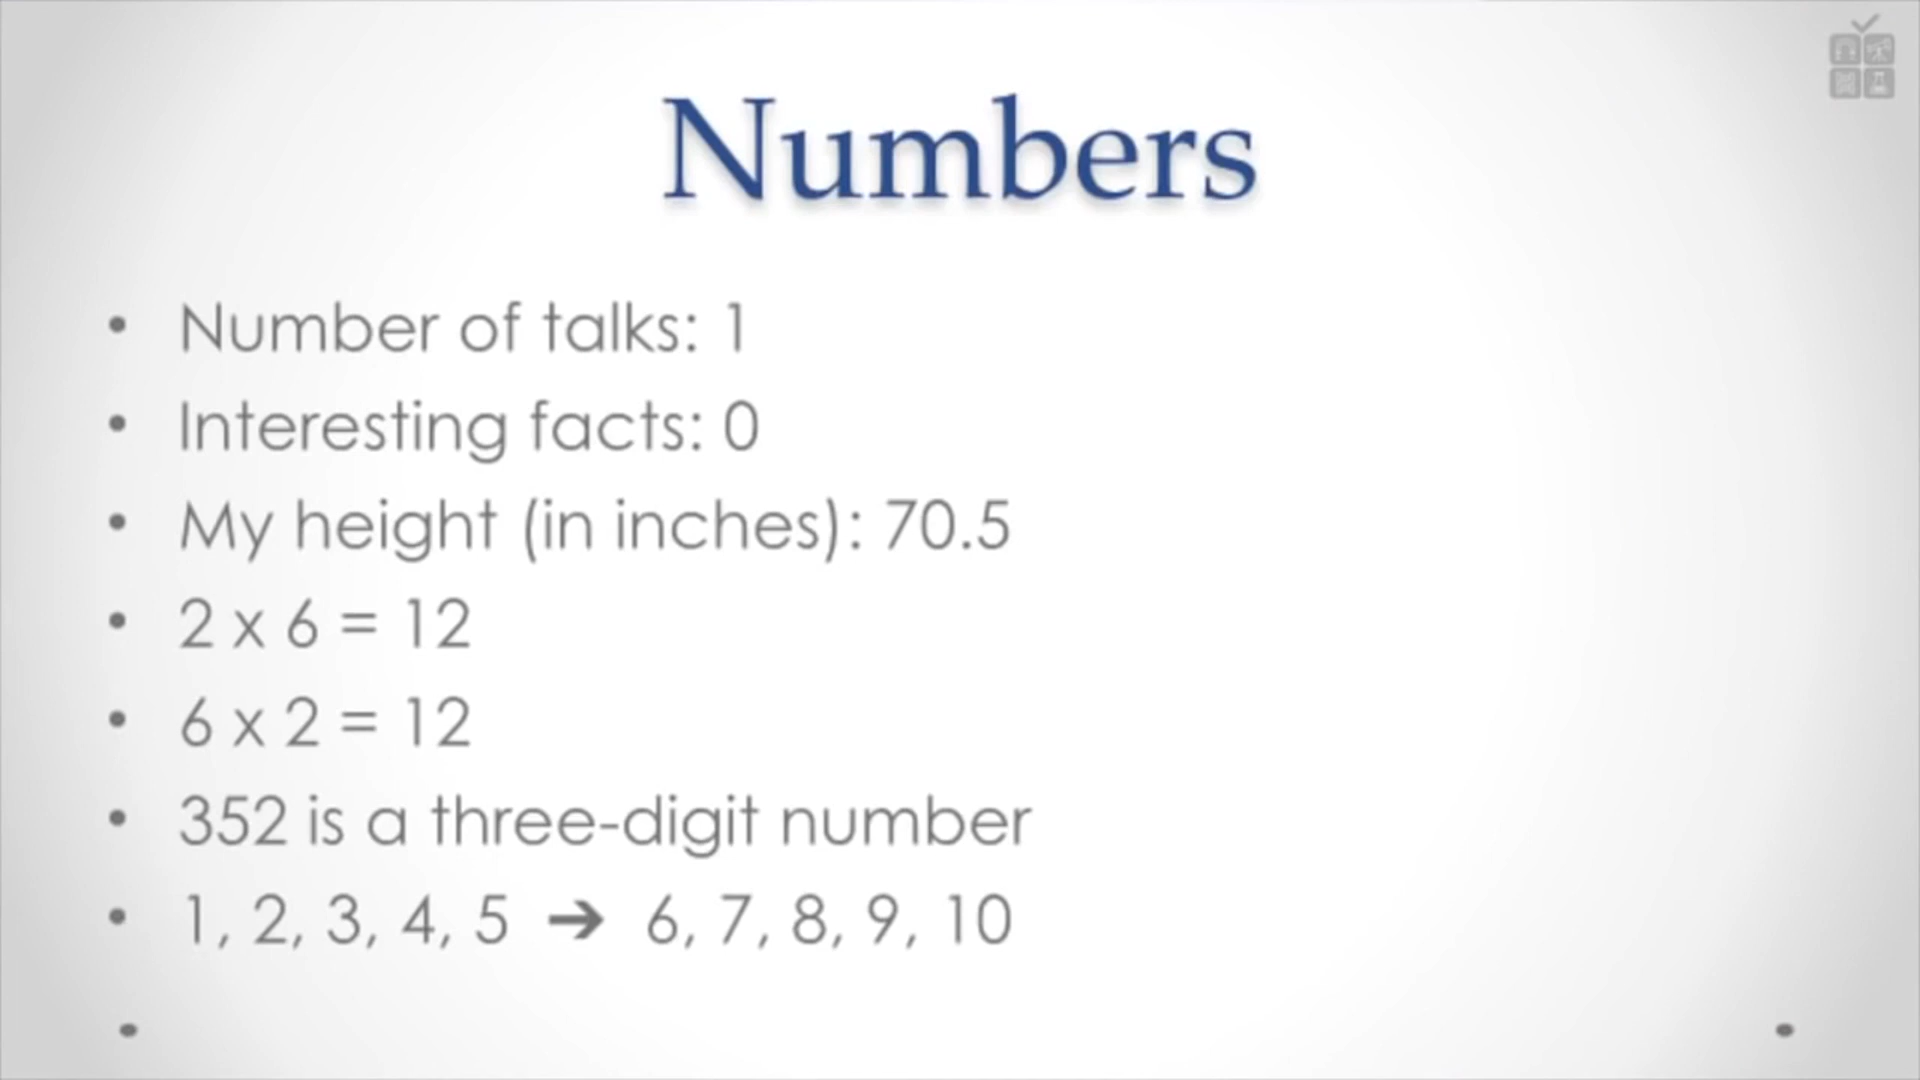 Numbers
• Number of talks: 1
• Interesting facts: 0
• My height (in inches): 70.5
• 2 x 6 = 12
• 6 x 2 = 12
• 352 is a three-digit number
• 1, 2, 3, 4, 5 ➔ 6, 7, 8, 9, 10